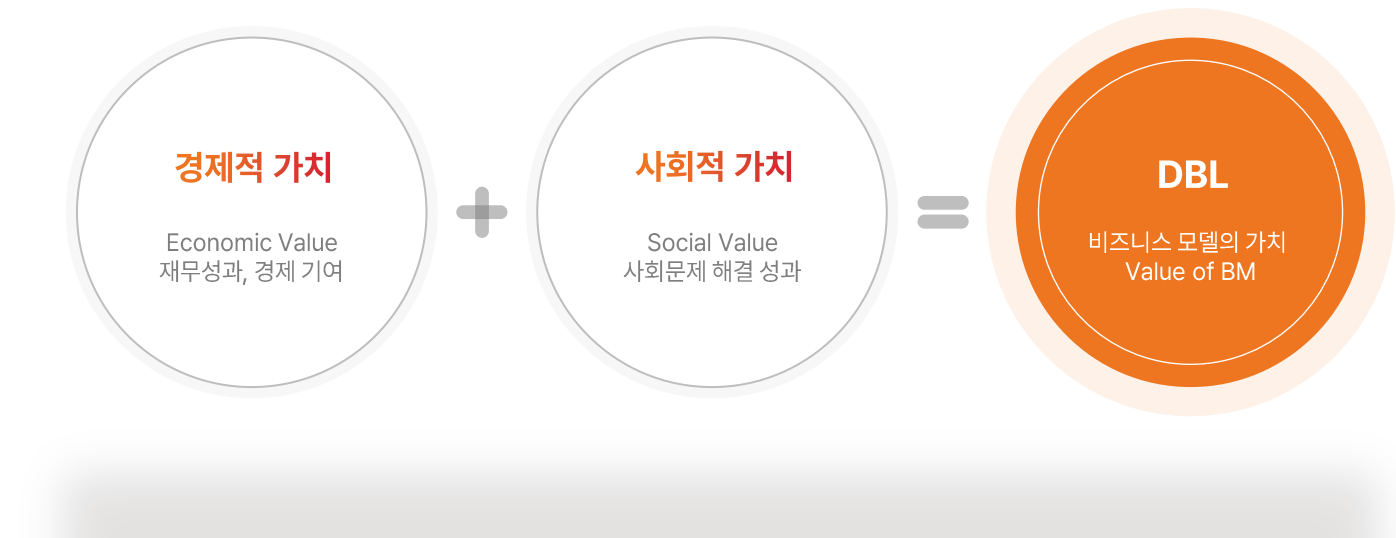 경제적 가치
Economic Value
재무성과, 경제 기여
사회적 가치
Social Value
사회문제 해결 성과
DBL
비즈니스 모델의 가치
Value of BM